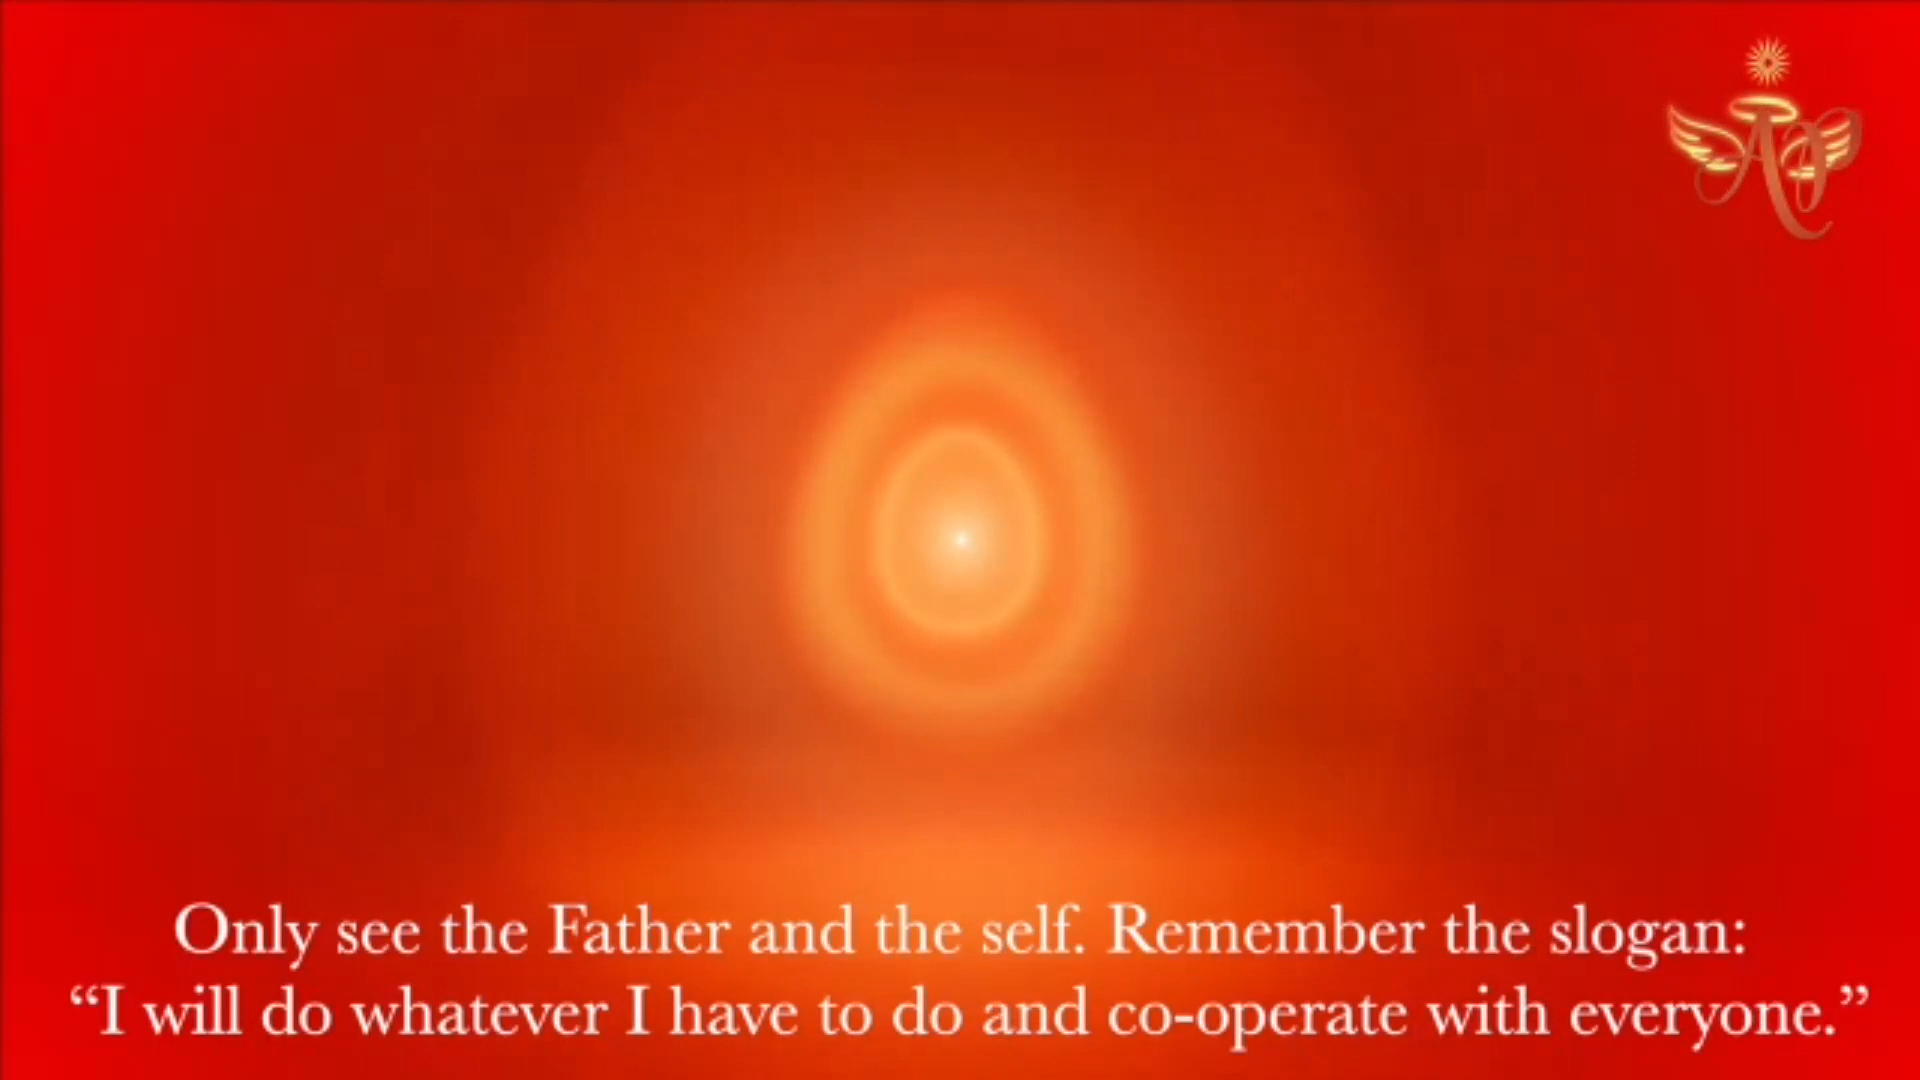 Only see the Father and the self. Remember the slogan:
“I will do whatever I have to do and co-operate with everyone.”